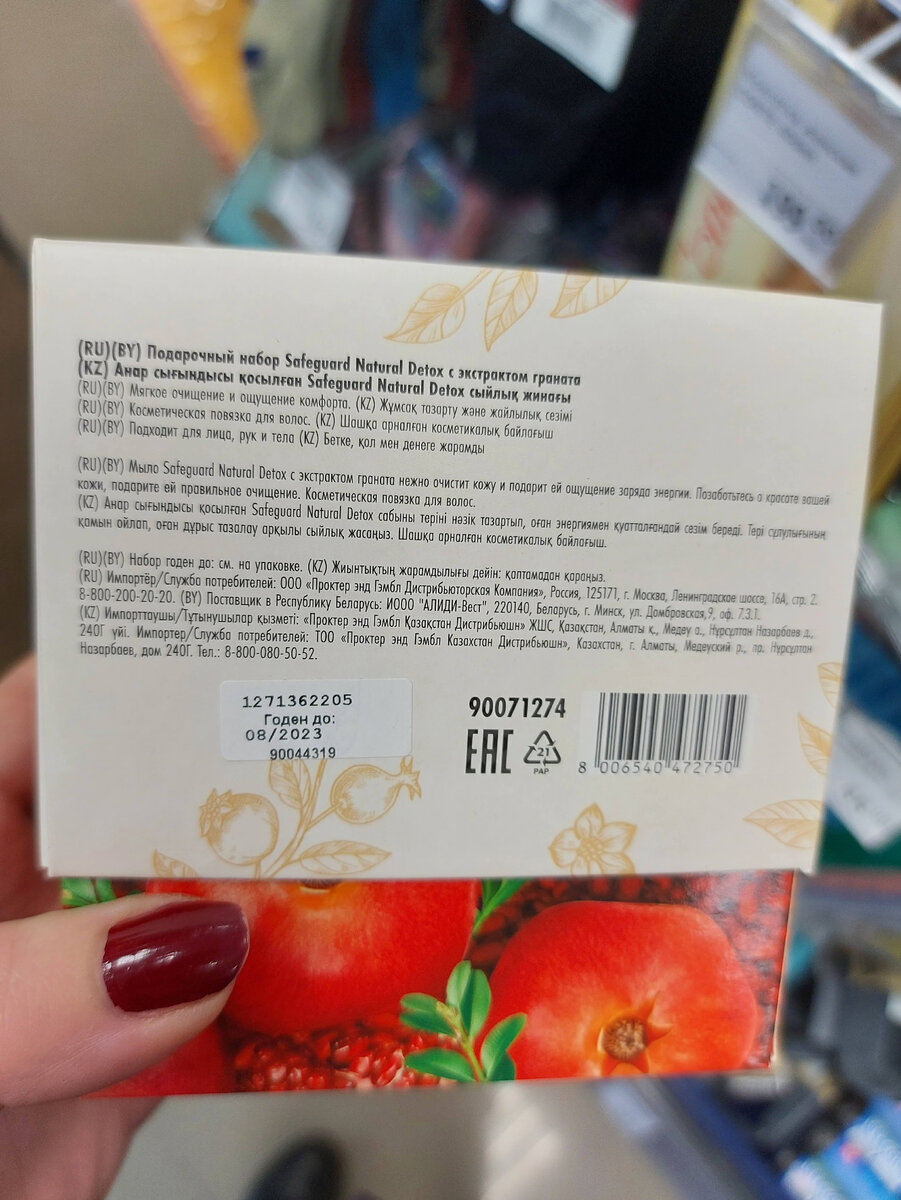 (RU)(BY) Подарочный набор Safeguard Natural Detox с экстрактом граната
(KZ) Анар сығындысы қосылған Safeguard Natural Detox сыйлық жинағы
(RU)(BY) Мягкое очищение и ощущение комфорта. (KZ) Жұмсақ тазарту және жайлылық сезімі
(RU)(BY) Косметическая повязка для волос. (KZ) Шашқа арналған косметикалық байлағыш
(RU)(BY) Подходит для лица, рук и тела (KZ) Бетке, қол мен денеге жарамды
(RU)(BY) Мыло Safeguard Natural Detox с экстрактом граната нежно очистит кожу и подарит ей ощущение заряда энергии. Позаботьтесь о красоте вашей
кожи, подарите ей правильное очищение. Косметическая повязка для волос.
(KZ) Анар сығындысы қосылған Safeguard Natural Detox сабыны теріні нәзік тазартып, оған энергиямен қуатталғандай сезім береді. Тері сұлулығының
қамын ойлап, оған дұрыс тазалау арқылы сыйлық жасаңыз. Шашқа арналған косметикалық байлағыш.
(RU)(BY) Набор годен до: см. на упаковке. (KZ) Жиынтықтың жарамдылығы дейін: қаптамадан қараңыз.
(RU) Импортёр/Служба потребителей: ООО «Проктер энд Гэмбл Дистрибьюторская Компания», Россия, 125171, г. Москва, Ленинградское шоссе, 16А, стр. 2.
8-800-200-20-20. (BY) Поставщик в Республику Беларусь: ИООО "АЛИДИ-Вест", 220140, Беларусь, г. Минск, ул. Домбровская,9, оф. 7.3.1.
(KZ) Импорттаушы/Тұтынушылар қызметі: «Проктер энд Гэмбл Қазақстан Дистрибьюшн» ЖШС, Қазақстан, Алматы қ., Медеу а., Нұрсұлтан Назарбаев д.,
240Г үйі. Импортер/Служба потребителей: ТОО «Проктер энд Гэмбл Казахстан Дистрибьюшн», Казахстан, г. Алматы, Медеуский р., пр. Нұрсұлтан
Назарбаев, дом 240Г. Тел.: 8-800-080-50-52.
1271362205
Годен до:
08/2023
90044319
90071274
EAC
21
PAP
8 006540 472750